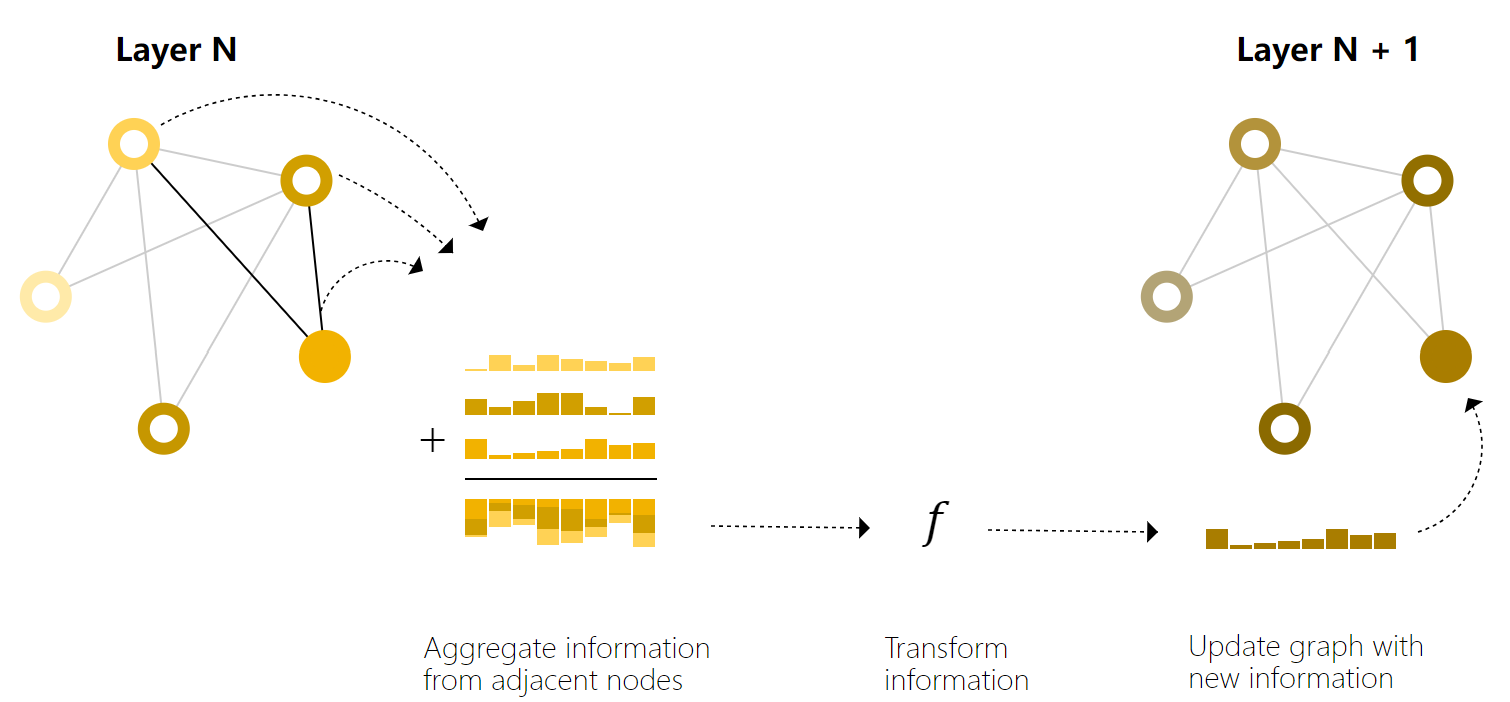 Layer N
Layer N + 1
+
f
Aggregate information
from adjacent nodes
Transform
information
Update graph with
new information